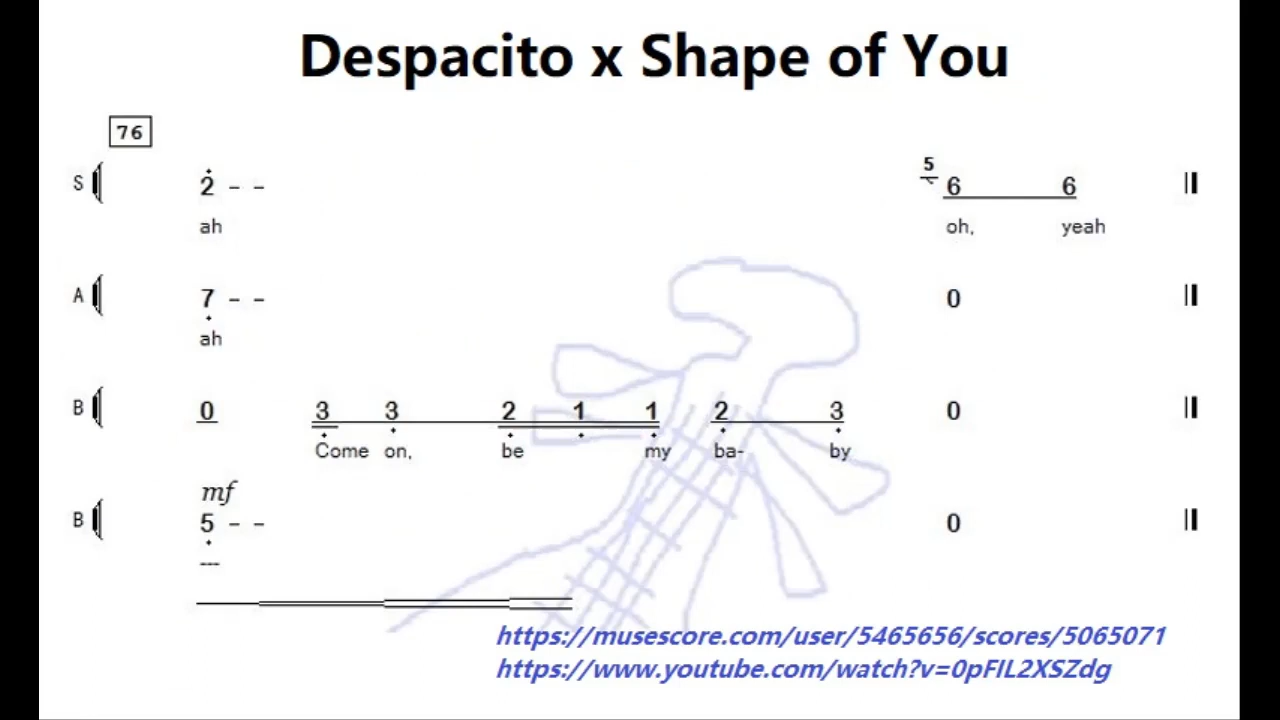 Despacito x Shape of You
76
S 2 - - 5 6 6
ah oh, yeah
A 7 - - 0
ah
B 0 3 3 2 1 1 2 3 0
Come on, be my ba- by
mf
B 5 - - 0
---
https://musescore.com/user/5465656/scores/5065071
https://www.youtube.com/watch?v=0pFIL2XSZdg